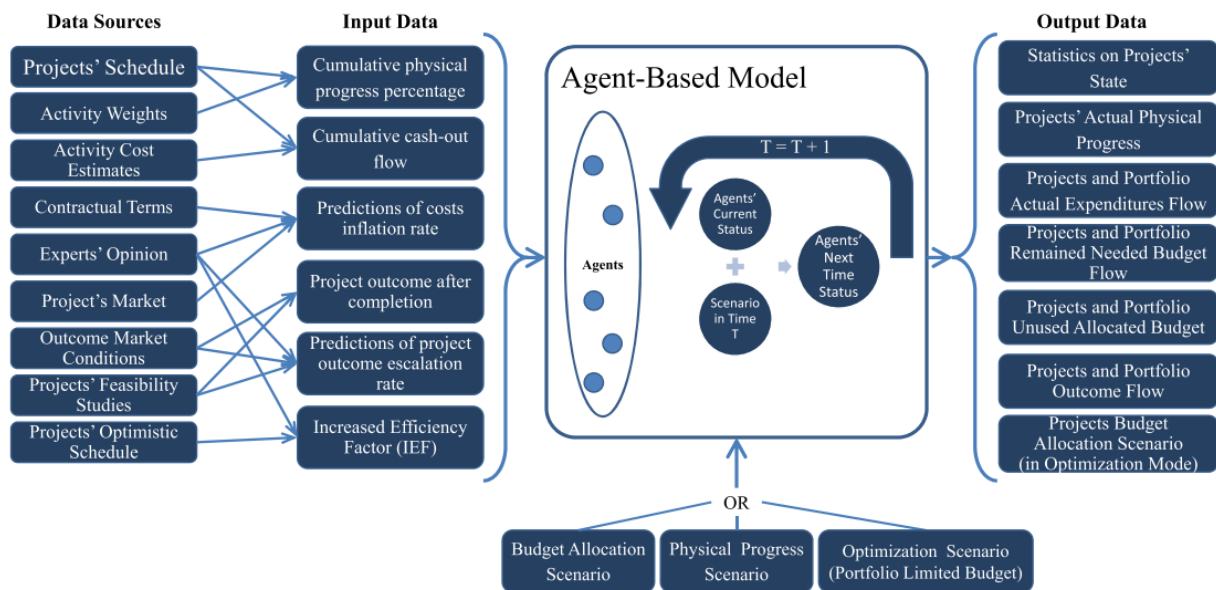 Data Sources
Projects' Schedule
Activity Weights
Activity Cost
Estimates
Contractual Terms
Experts' Opinion
Project's Market
Outcome Market
Conditions
Projects' Feasibility
Studies
Projects' Optimistic
Schedule
Input Data
Cumulative physical
progress percentage
Cumulative cash-out
flow
Predictions of costs
inflation rate
Project outcome after
completion
Predictions of project
outcome escalation
rate
Increased Efficiency
Factor (IEF)
Agent-Based Model
Agents
T = T + 1
Agents'
Current
Status
Scenario
in Time
T
Agents'
Next
Time
Status
OR
Budget Allocation
Scenario
Physical Progress
Scenario
Optimization Scenario
(Portfolio Limited Budget)
Output Data
Statistics on Projects'
State
Projects' Actual Physical
Progress
Projects and Portfolio
Actual Expenditures Flow
Projects and Portfolio
Remained Needed Budget
Flow
Projects and Portfolio
Unused Allocated Budget
Projects and Portfolio
Outcome Flow
Projects Budget
Allocation Scenario
(in Optimization Mode)